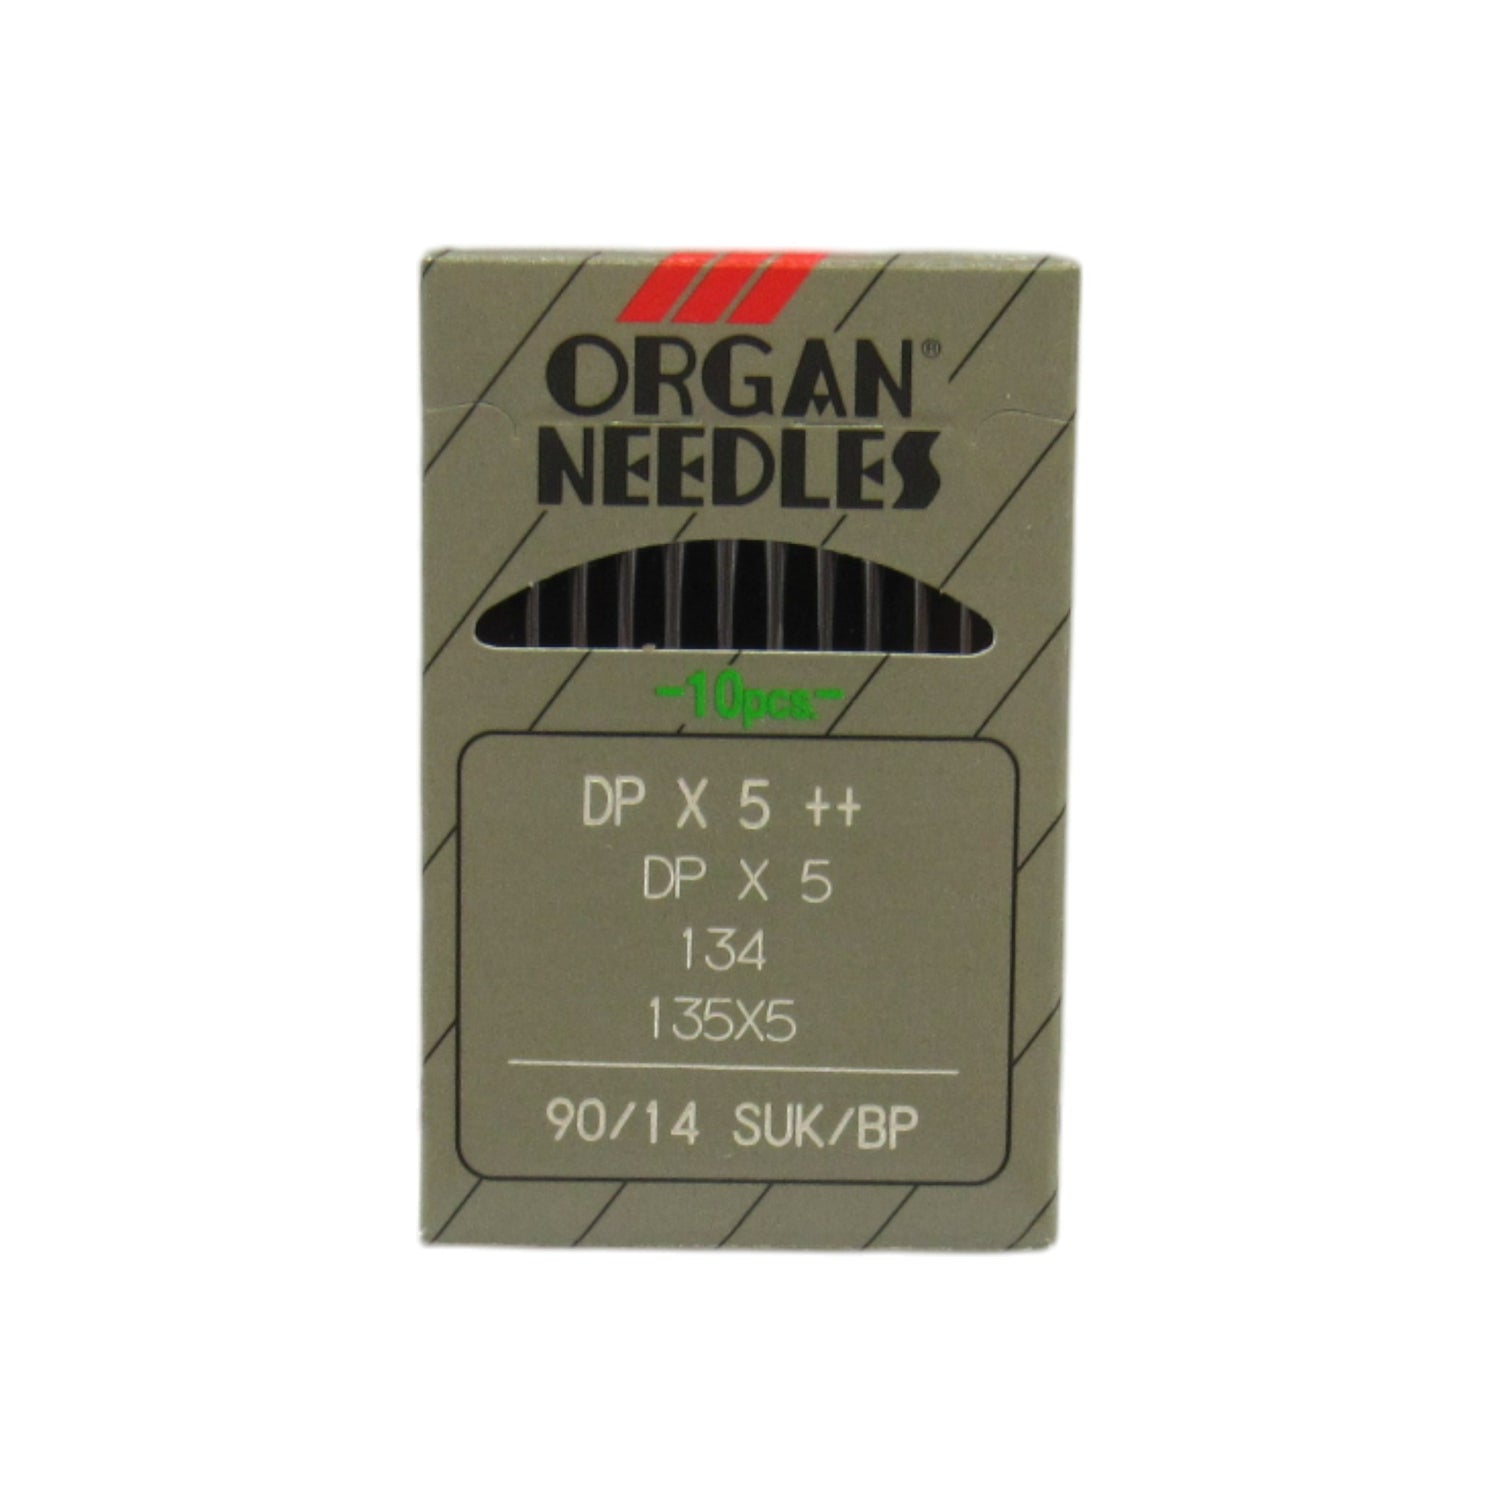 ORGAN®
NEEDLES
-10pcs.-
DP X 5 ++
DP X 5
134
135X5
90/14 SUK/BP